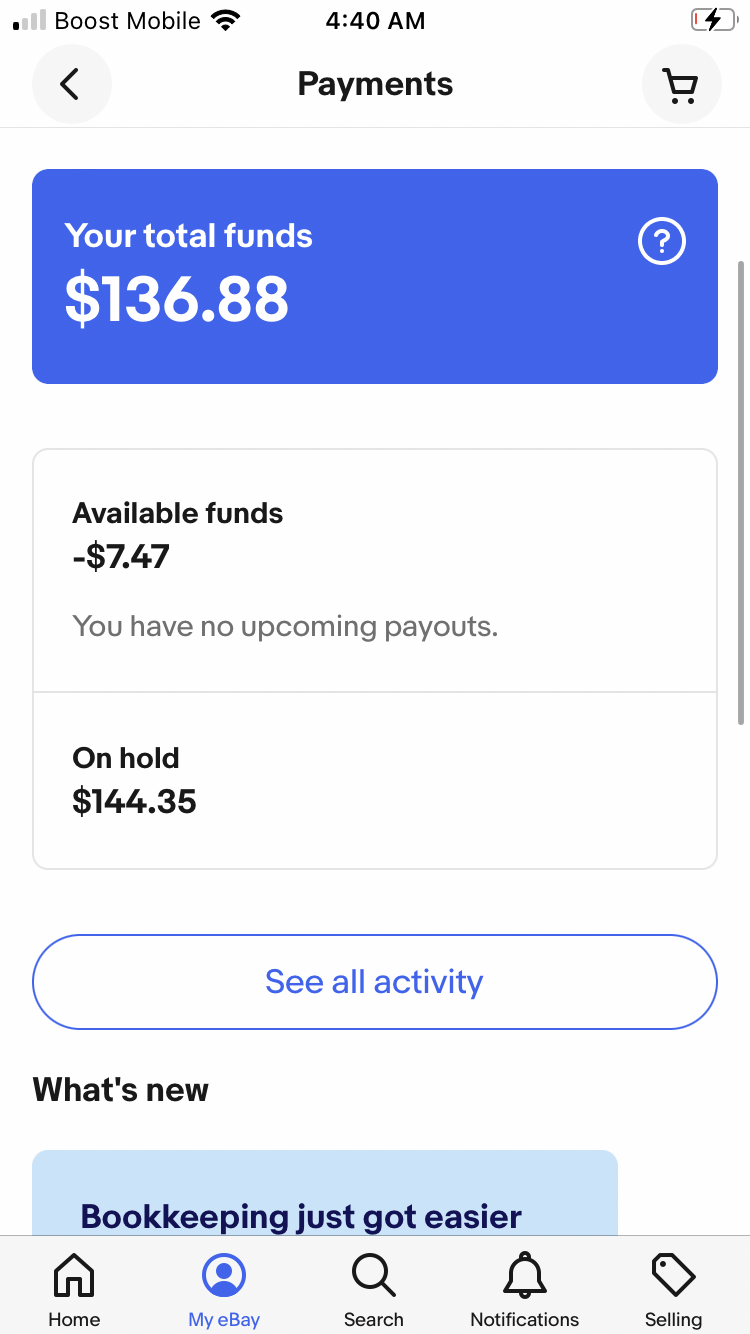 Boost Mobile 4:40 AM
Payments
Your total funds
?
$136.88
Available funds
-$7.47
You have no upcoming payouts.
On hold
$144.35
See all activity
What's new
Bookkeeping just got easier
Home My eBay Search Notifications Selling